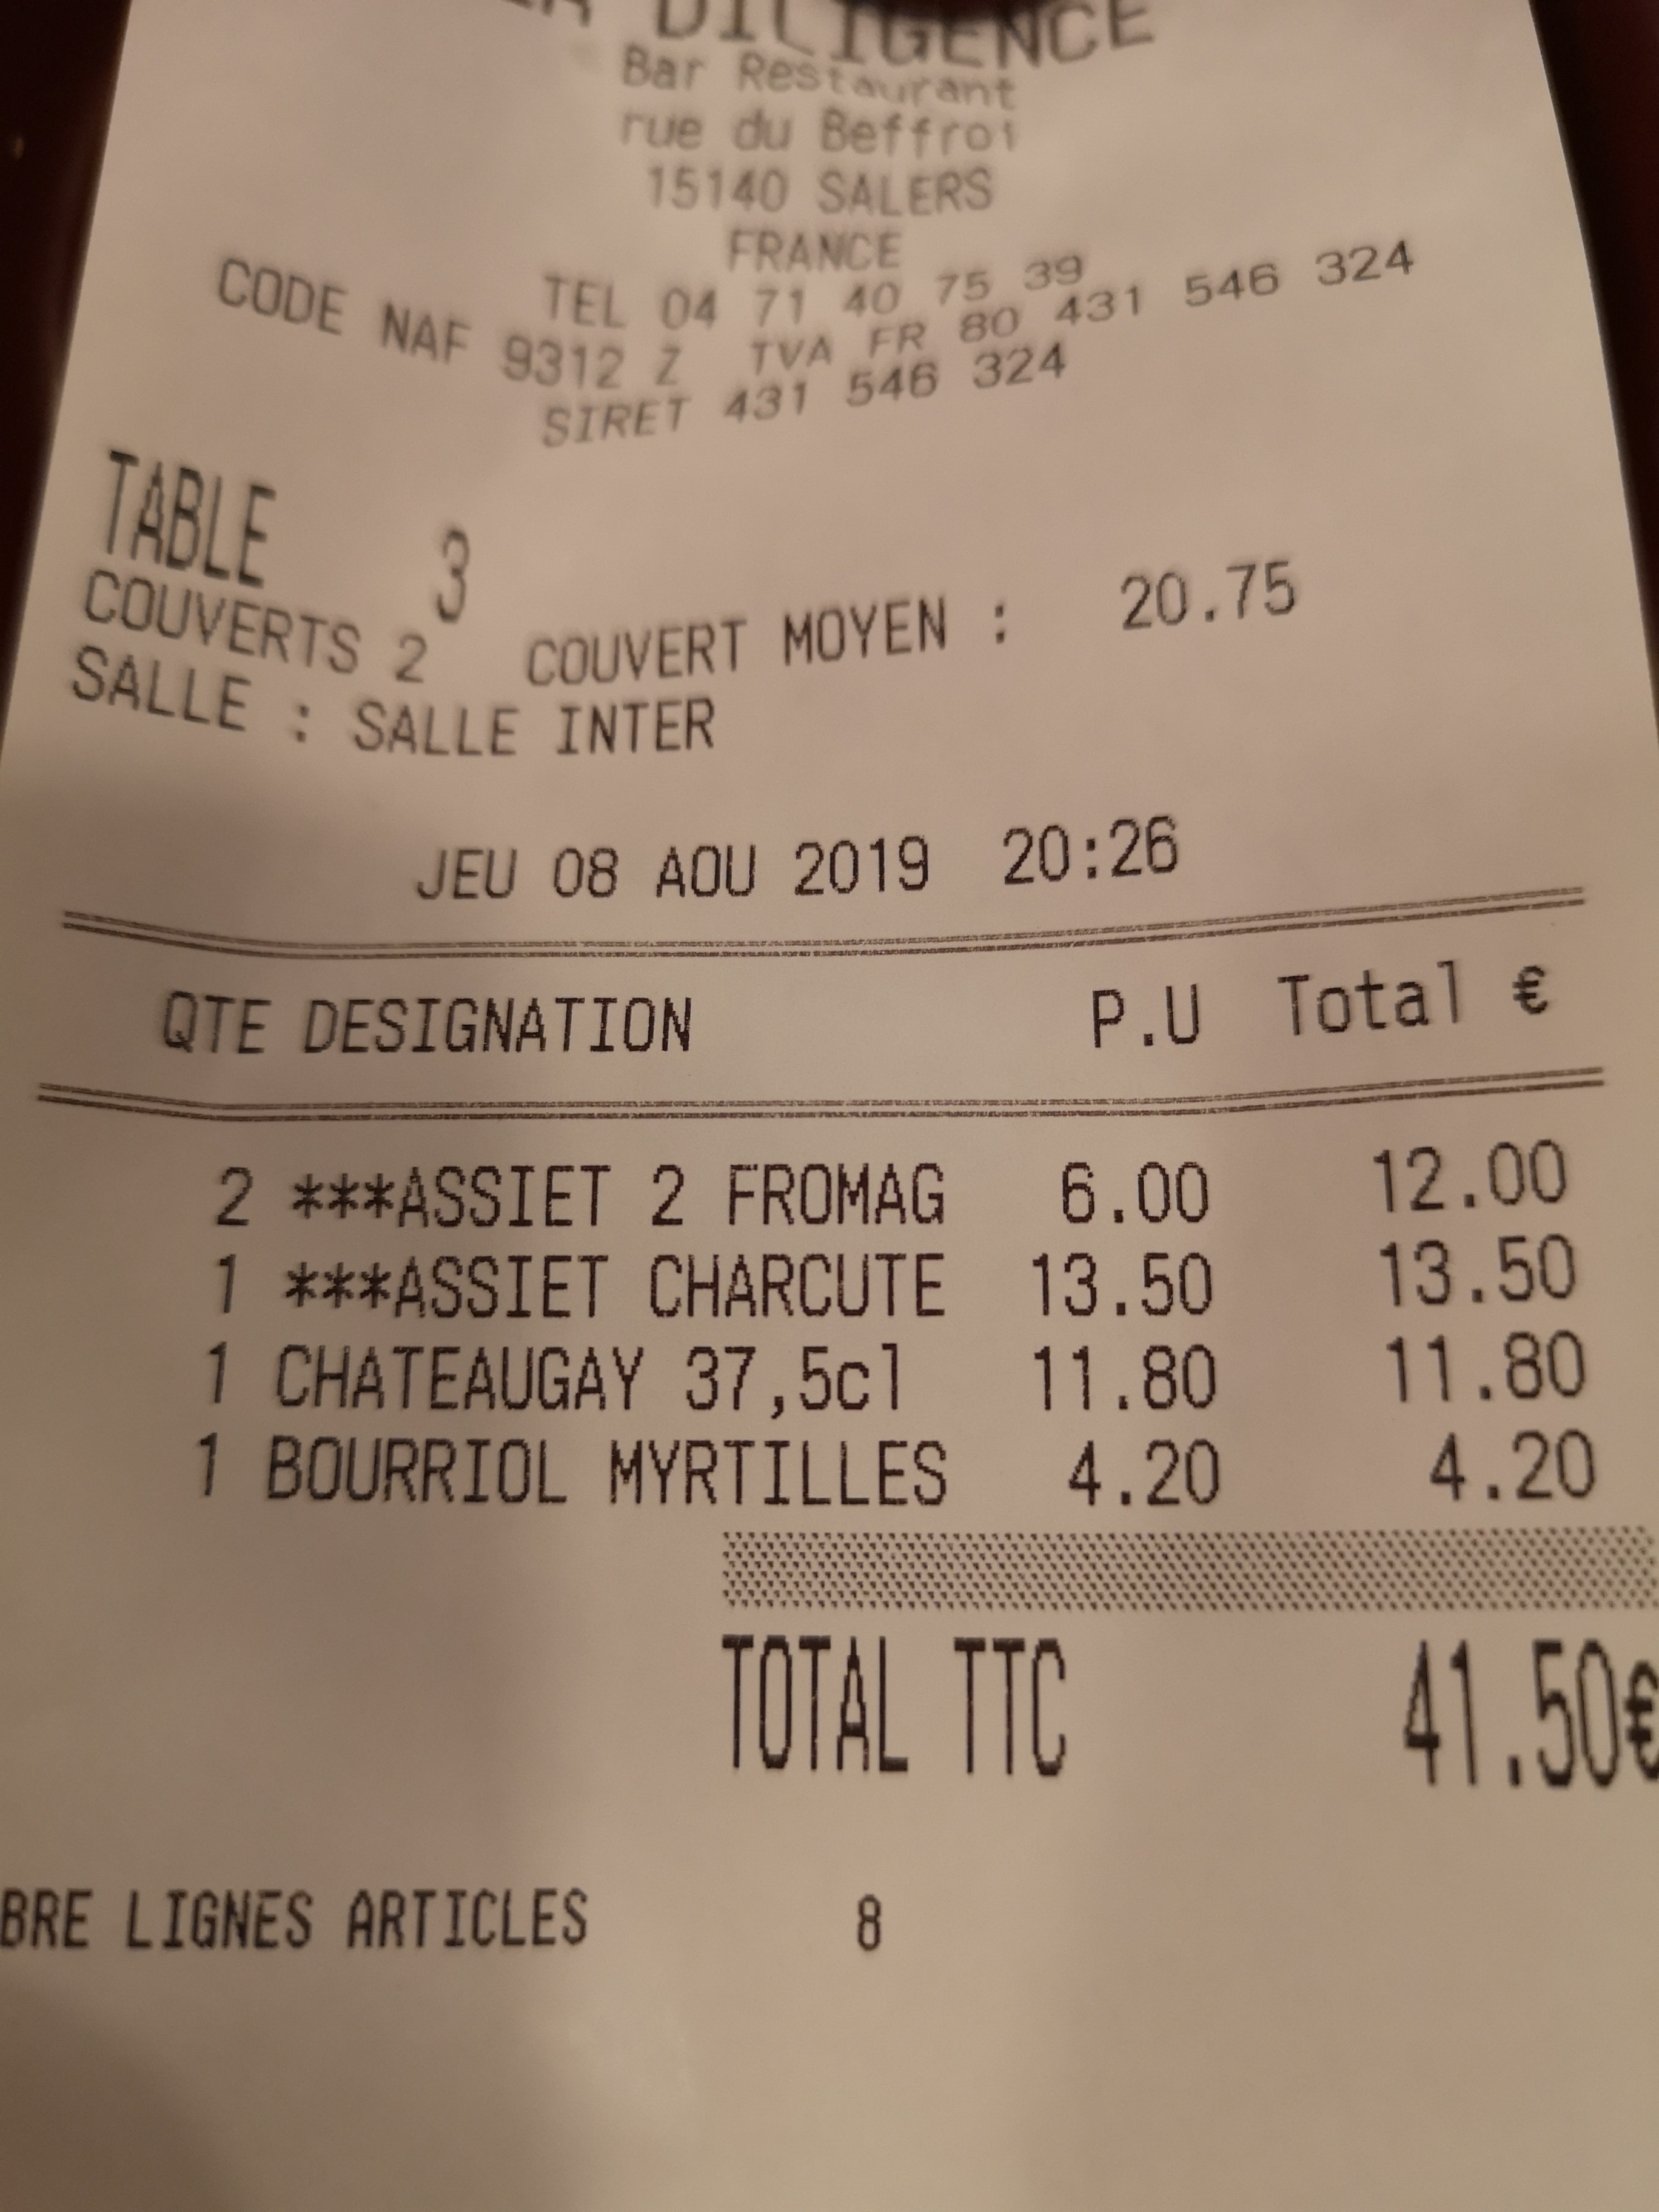 DILIGENCE
Bar Restaurant
rue du Beffroi
15140 SALERS
FRANCE
TEL 04 71 40 75 39
CODE NAF 9312 Z TVA FR 80 431 546 324
SIRET 431 546 324
TABLE 3
COUVERTS 2 COUVERT MOYEN : 20.75
SALLE : SALLE INTER
JEU 08 AOU 2019 20:26
QTE DESIGNATION P.U Total €
2 ***ASSIET 2 FROMAG 6.00 12.00
1 ***ASSIET CHARCUTE 13.50 13.50
1 CHATEAUGAY 37,5cl 11.80 11.80
1 BOURRIOL MYRTILLES 4.20 4.20
TOTAL TTC 41.50€
BRE LIGNES ARTICLES 8